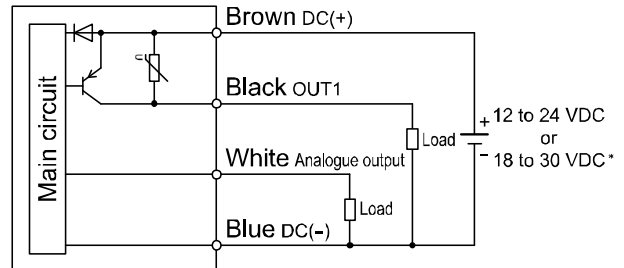 Brown DC(+)
Main circuit
U
Black OUT1
+ 12 to 24 VDC
or
- 18 to 30 VDC*
Load
White Analogue output
Load
Blue DC(-)